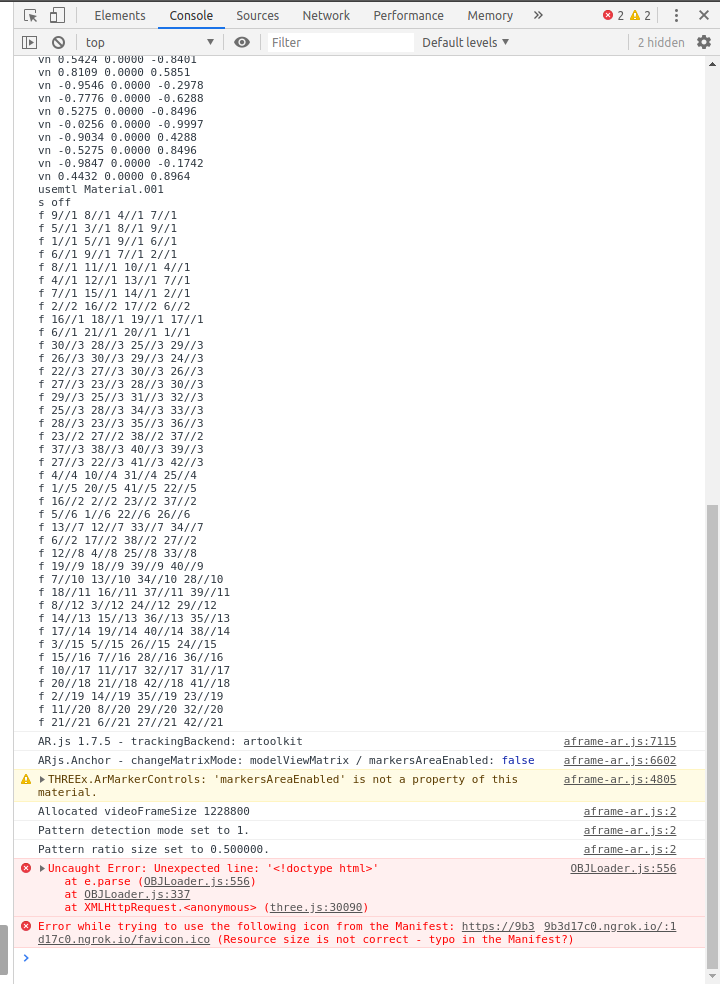 Elements Console Sources Network Performance Memory » 2 2
top Filter Default levels 2 hidden
vn 0.5424 0.0000 -0.8401
vn 0.8109 0.0000 0.5851
vn -0.9546 0.0000 -0.2978
vn -0.7776 0.0000 -0.6288
vn 0.5275 0.0000 -0.8496
vn -0.0256 0.0000 -0.9997
vn -0.9034 0.0000 0.4288
vn -0.5275 0.0000 0.8496
vn -0.9847 0.0000 -0.1742
vn 0.4432 0.0000 0.8964
usemtl Material.001
s off
f 9//1 8//1 4//1 7//1
f 5//1 3//1 8//1 9//1
f 1//1 5//1 9//1 6//1
f 6//1 9//1 7//1 2//1
f 8//1 11//1 10//1 4//1
f 4//1 12//1 13//1 7//1
f 7//1 15//1 14//1 2//1
f 2//2 16//2 17//2 6//2
f 16//1 18//1 19//1 17//1
f 6//1 21//1 20//1 1//1
f 30//3 28//3 25//3 29//3
f 26//3 30//3 29//3 24//3
f 22//3 27//3 30//3 26//3
f 27//3 23//3 28//3 30//3
f 29//3 25//3 31//3 32//3
f 25//3 28//3 34//3 33//3
f 28//3 23//3 35//3 36//3
f 23//2 27//2 38//2 37//2
f 37//3 38//3 40//3 39//3
f 27//3 22//3 41//3 42//3
f 4//4 10//4 31//4 25//4
f 1//5 20//5 41//5 22//5
f 16//2 2//2 23//2 37//2
f 5//6 1//6 22//6 26//6
f 13//7 12//7 33//7 34//7
f 6//2 17//2 38//2 27//2
f 12//8 4//8 25//8 33//8
f 19//9 18//9 39//9 40//9
f 7//10 13//10 34//10 28//10
f 18//11 16//11 37//11 39//11
f 8//12 3//12 24//12 29//12
f 14//13 15//13 36//13 35//13
f 17//14 19//14 40//14 38//14
f 3//15 5//15 26//15 24//15
f 15//16 7//16 28//16 36//16
f 10//17 11//17 32//17 31//17
f 20//18 21//18 42//18 41//18
f 2//19 14//19 35//19 23//19
f 11//20 8//20 29//20 32//20
f 21//21 6//21 27//21 42//21
AR.js 1.7.5 - trackingBackend: artoolkit aframe-ar.js:7115
ARjs.Anchor - changeMatrixMode: modelViewMatrix / markersAreaEnabled: false aframe-ar.js:6602
THREEx.ArMarkerControls: 'markersAreaEnabled' is not a property of this aframe-ar.js:4805
material.
Allocated videoFrameSize 1228800 aframe-ar.js:2
Pattern detection mode set to 1. aframe-ar.js:2
Pattern ratio size set to 0.500000. aframe-ar.js:2
Uncaught Error: Unexpected line: '<!doctype html>' OBJLoader.js:556
at e.parse (OBJLoader.js:556)
at OBJLoader.js:337
at XMLHttpRequest.<anonymous> (three.js:30090)
Error while trying to use the following icon from the Manifest: https://9b3 9b3d17c0.ngrok.io/:1
d17c0.ngrok.io/favicon.ico (Resource size is not correct - typo in the Manifest?)